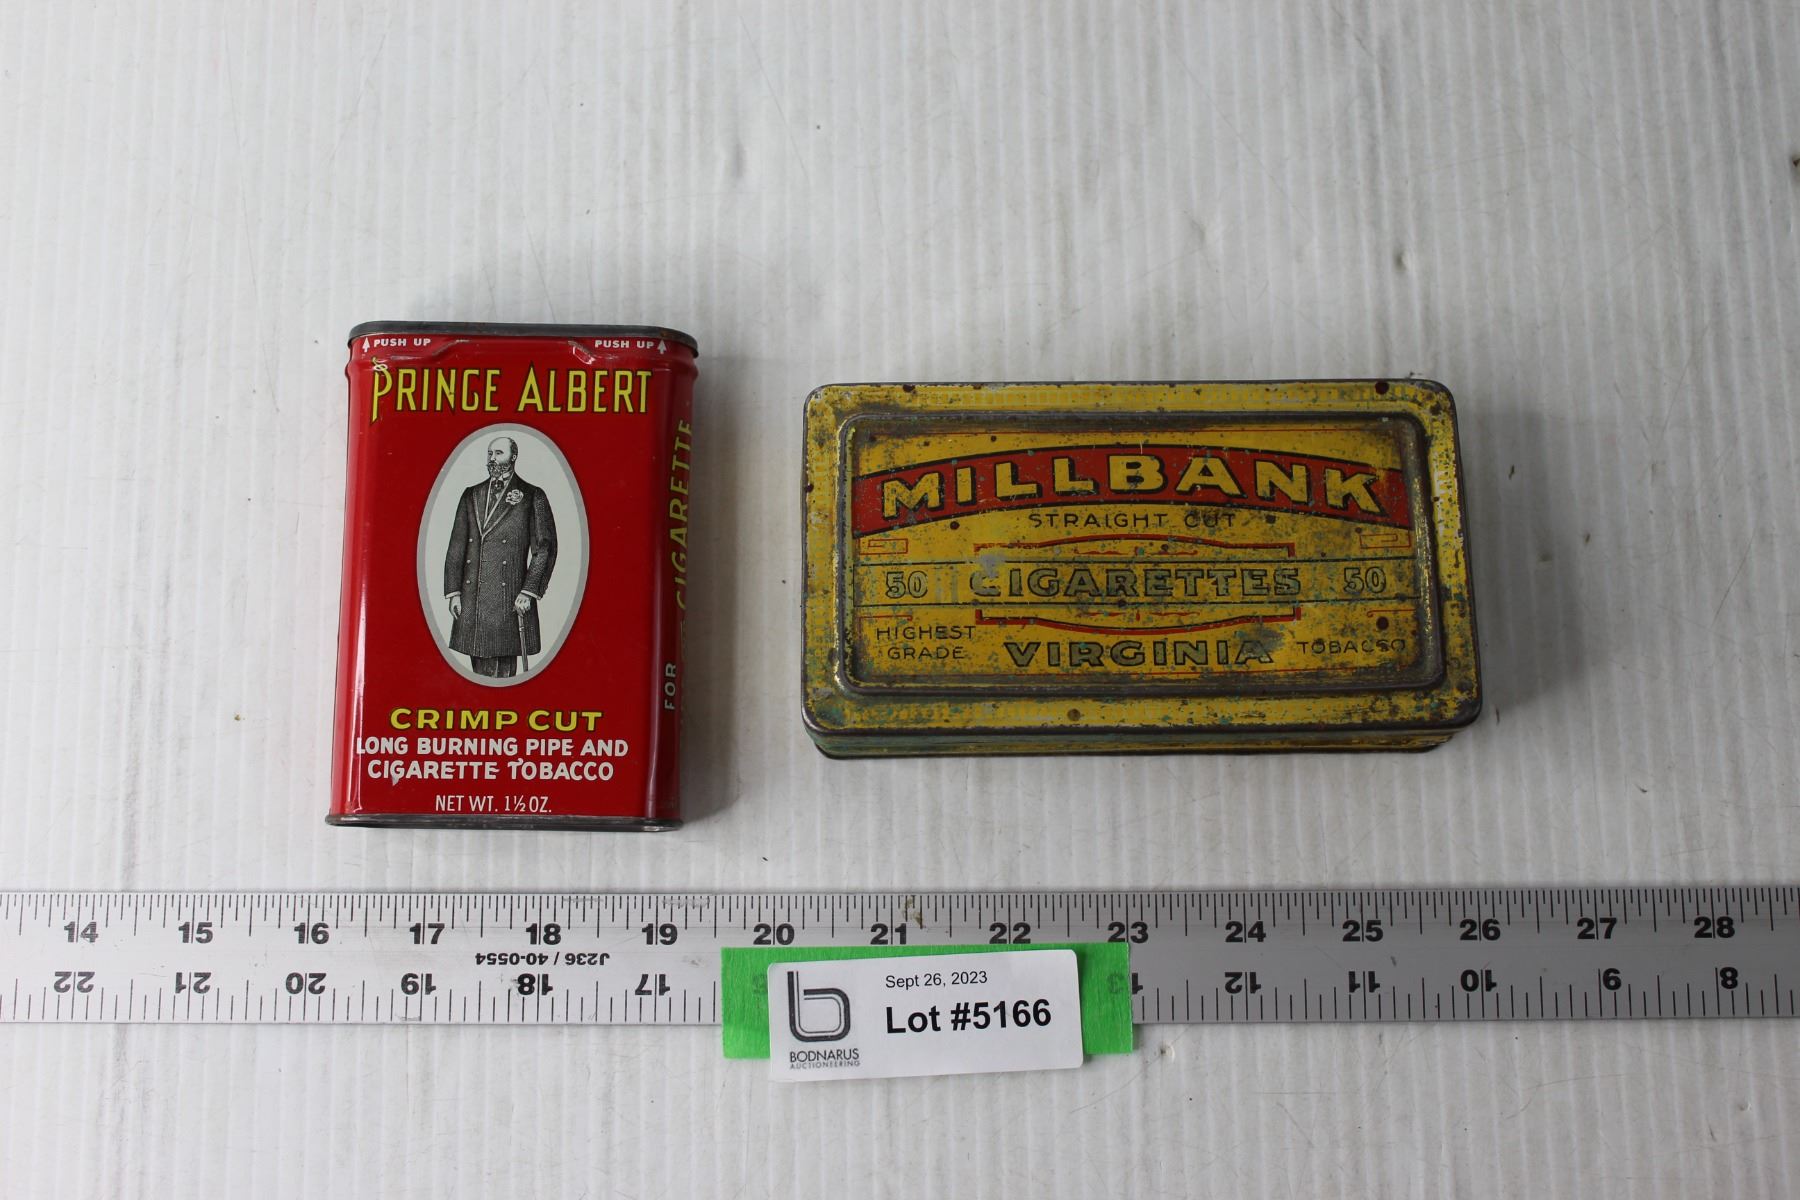 PUSH UP PUSH UP
PRINCE ALBERT
CRIMP CUT
LONG BURNING PIPE AND
CIGARETTE TOBACCO
NET WT. 1½ OZ.
FOR CIGARETTE
MILLBANK
STRAIGHT CUT
50 CIGARETTES 50
HIGHEST
GRADE
VIRGINIA
TOBACCO
14 15 16 17 18 19 20 21 22 23 24 25 26 27 28
J236 / 40-0554
22 21 20 19 18 17 13 12 11 10 9 8
Sept 26, 2023
Lot #5166
BODNARUS
AUCTIONEERING